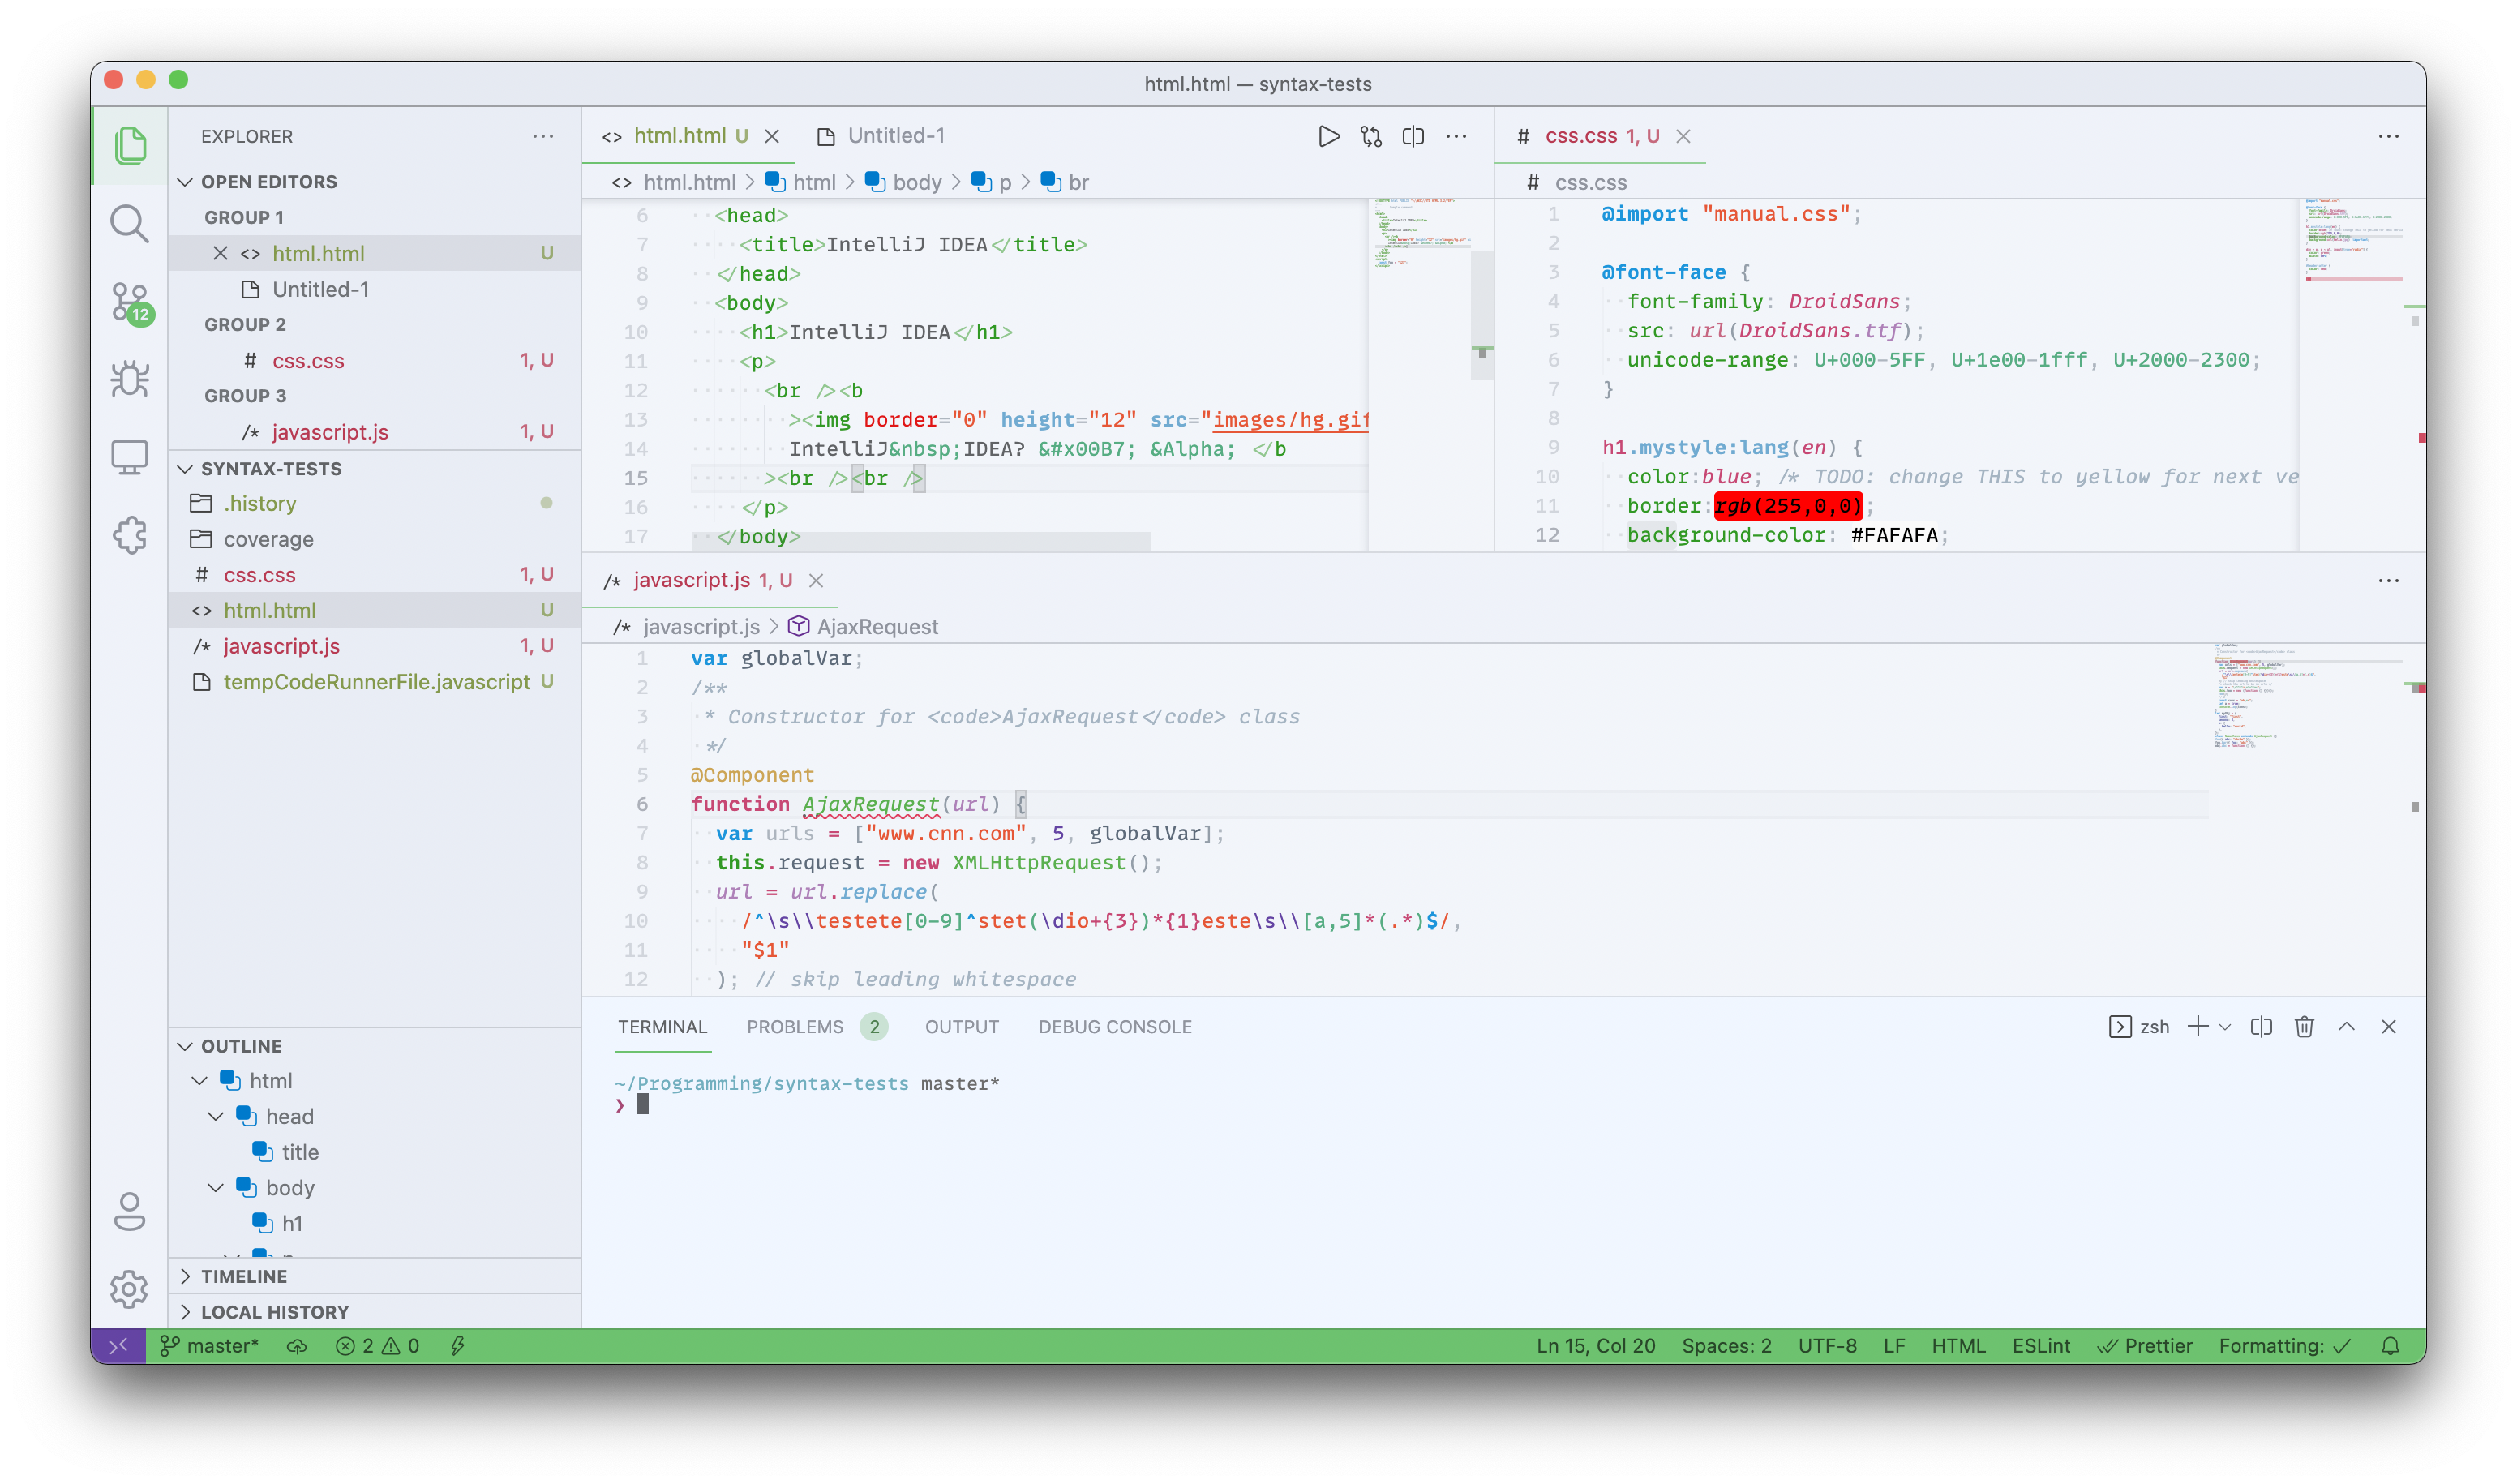 html.html — syntax-tests
EXPLORER
OPEN EDITORS
GROUP 1
html.html U
Untitled-1
GROUP 2
css.css 1, U
GROUP 3
javascript.js 1, U
SYNTAX-TESTS
.history
coverage
css.css 1, U
html.html U
javascript.js 1, U
tempCodeRunnerFile.javascript U
OUTLINE
html
head
title
body
h1
TIMELINE
LOCAL HISTORY
12
<> html.html U
Untitled-1
<> html.html > html > body > p > br
6 <head>
7 <title>IntelliJ IDEA</title>
8 </head>
9 <body>
10 <h1>IntelliJ IDEA</h1>
11 <p>
12 <br /><b
13 ><img border="0" height="12" src="images/hg.gif
14 IntelliJ&nbsp;IDEA? &#x00B7; &Alpha; </b
15 ><br /><br />
16 </p>
17 </body>
# css.css 1, U
# css.css
1 @import "manual.css";
2
3 @font-face {
4 font-family: DroidSans;
5 src: url(DroidSans.ttf);
6 unicode-range: U+000-5FF, U+1e00-1fff, U+2000-2300;
7 }
8
9 h1.mystyle:lang(en) {
10 color:blue; /* TODO: change THIS to yellow for next ve
11 border:rgb(255,0,0);
12 background-color: #FAFAFA;
/* javascript.js 1, U
/* javascript.js > AjaxRequest
1 var globalVar;
2 /**
3 * Constructor for <code>AjaxRequest</code> class
4 */
5 @Component
6 function AjaxRequest(url) {
7 var urls = ["www.cnn.com", 5, globalVar];
8 this.request = new XMLHttpRequest();
9 url = url.replace(
10 /^\s\\testete[0-9]^stet(\dio+{3})*{1}este\s\\[a,5]*(.*)$/,
11 "$1"
12 ); // skip leading whitespace
TERMINAL PROBLEMS 2 OUTPUT DEBUG CONSOLE
zsh
~/Programming/syntax-tests master*
❯
master* 2 0
Ln 15, Col 20 Spaces: 2 UTF-8 LF HTML ESLint Prettier Formatting: ✓